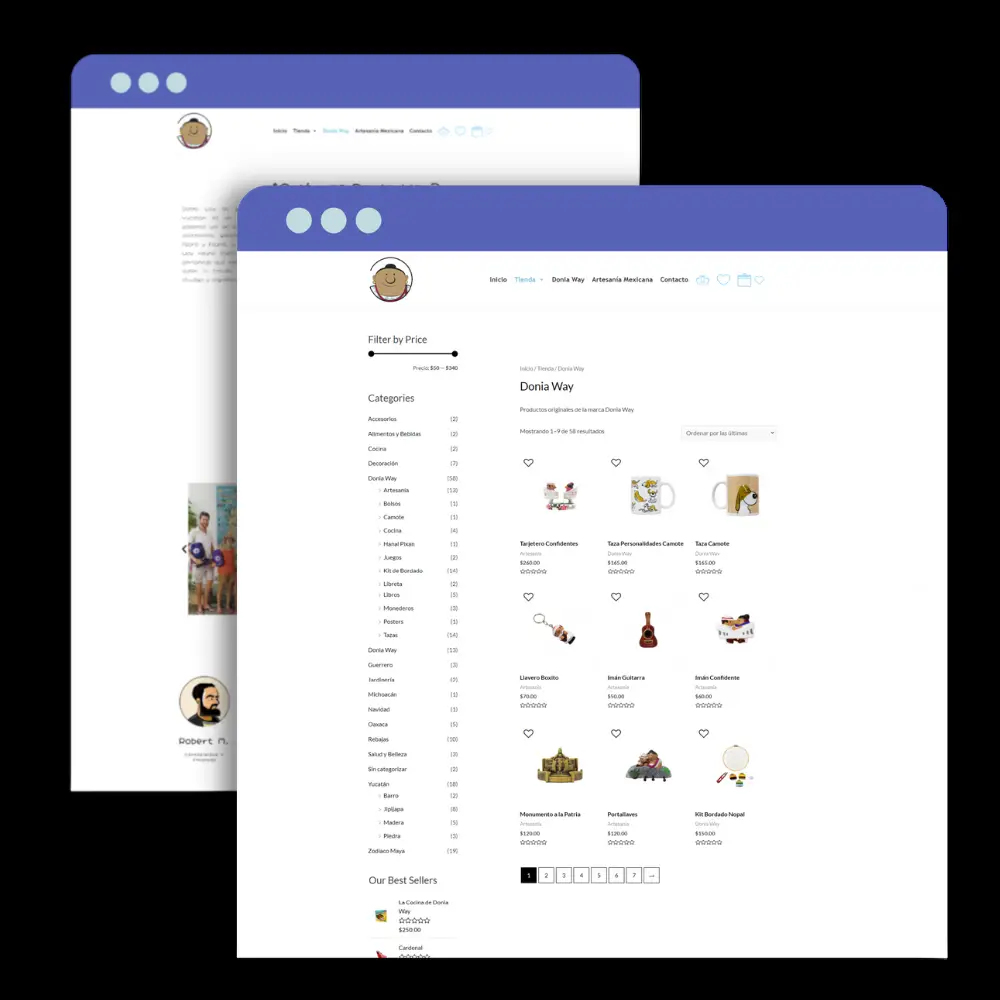 Inicio Tienda Donia Way Artesanía Mexicana Contacto
Robert M.
Inicio Tienda Donia Way Artesanía Mexicana Contacto
Filter by Price
Precio: $50 — $340
Categories
Accesorios (2)
Alimentos y Bebidas (2)
Cocina (2)
Decoración (7)
Donia Way (58)
Artesanía (13)
Bolsos (1)
Camote (1)
Cocina (4)
Hanal Pixan (1)
Juegos (2)
Kit de Bordado (14)
Libreta (2)
Libros (5)
Monederos (3)
Posters (1)
Tazas (14)
Donia Way (13)
Guerrero (3)
Jardinería (2)
Michoacán (1)
Navidad (1)
Oaxaca (5)
Rebajas (10)
Salud y Belleza (3)
Sin categorizar (2)
Yucatán (18)
Barro (2)
Jipijapa (8)
Madera (5)
Piedra (3)
Zodiaco Maya (19)
Our Best Sellers
La Cocina de Donia
Way
$250.00
Cardenal
Inicio / Tienda / Donia Way
Donia Way
Productos originales de la marca Donia Way
Mostrando 1–9 de 58 resultados
Ordenar por las últimas
Tarjetero Confidentes
Artesanía
$260.00
Taza Personalidades Camote
Donia Way
$165.00
Taza Camote
Donia Way
$165.00
Llavero Boxito
Artesanía
$70.00
Imán Guitarra
Artesanía
$50.00
Imán Confidente
Artesanía
$60.00
Monumento a la Patria
Artesanía
$120.00
Portallaves
Artesanía
$120.00
Kit Bordado Nopal
Donia Way
$150.00
1 2 3 4 5 6 7 →